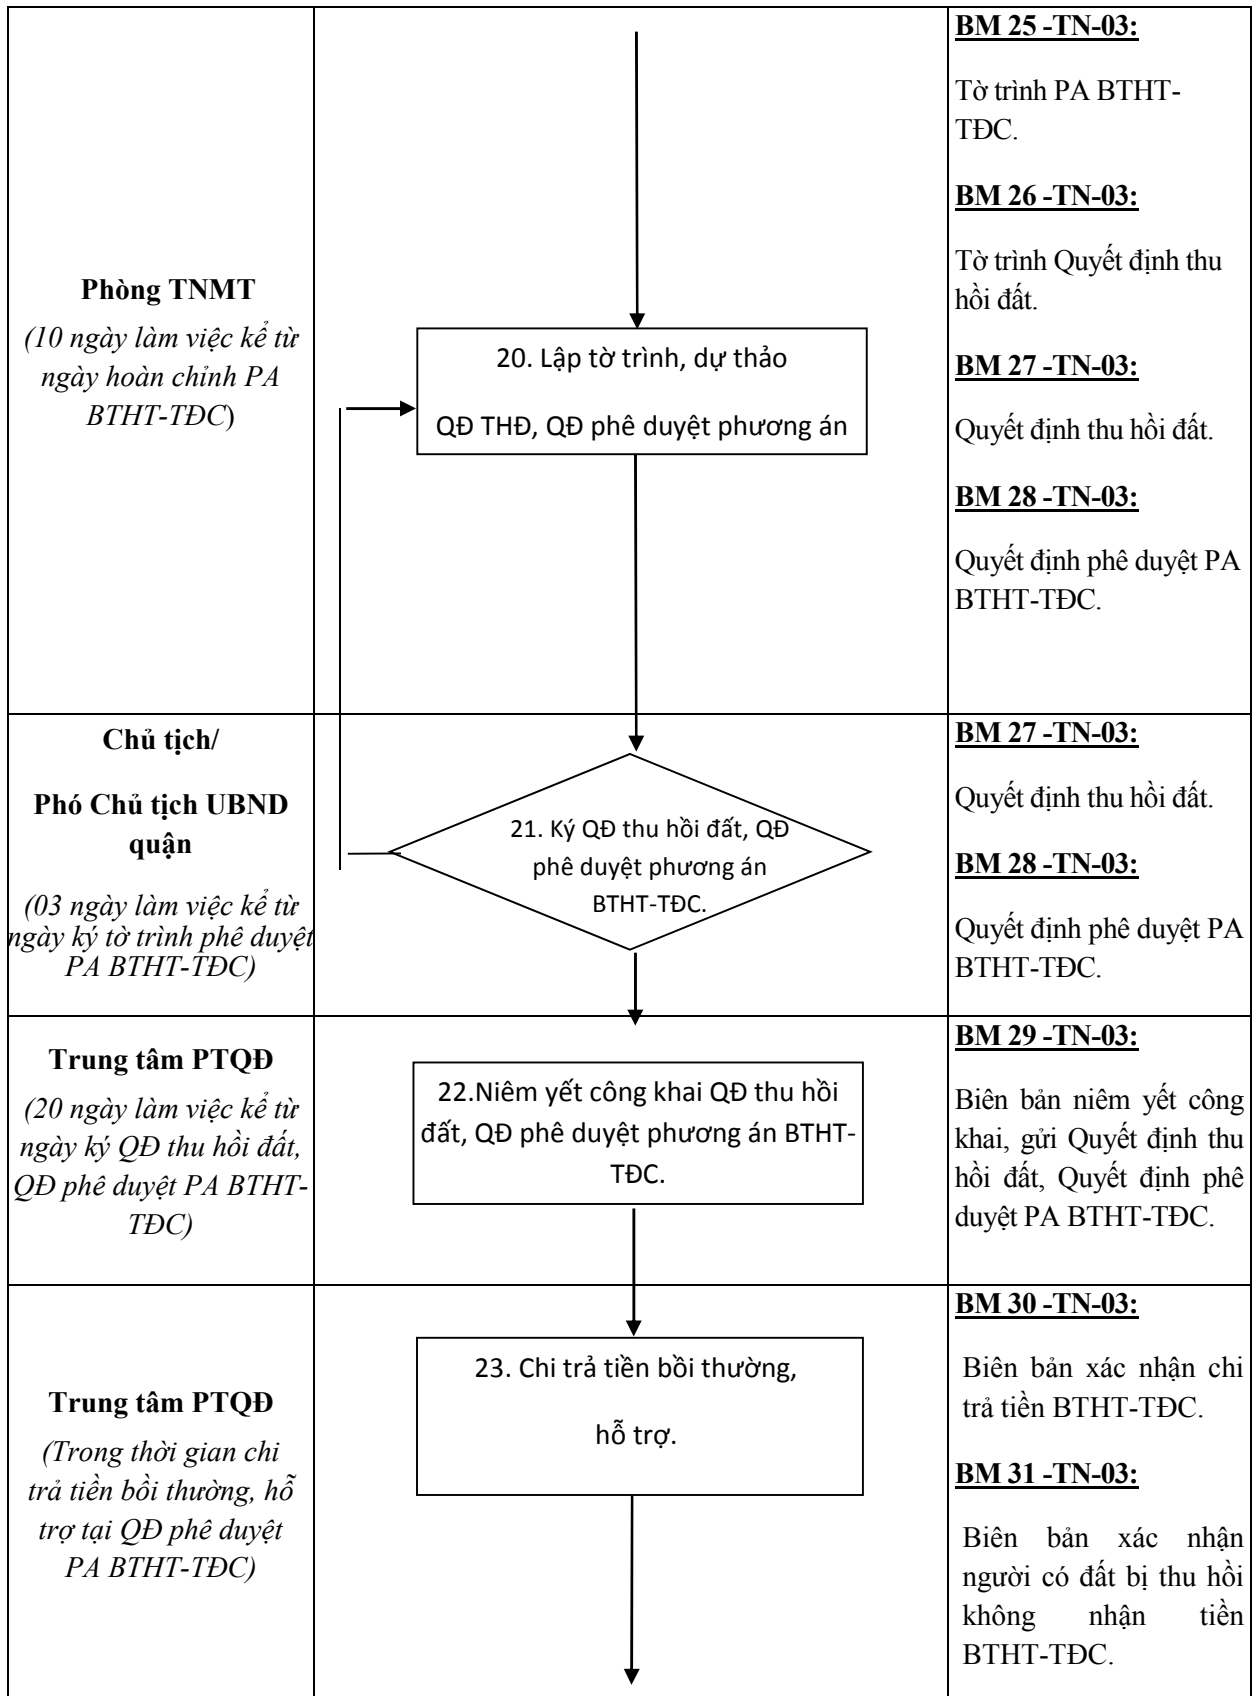 Phòng TNMT
(10 ngày làm việc kể từ
ngày hoàn chỉnh PA
BTHT-TĐC)
20. Lập tờ trình, dự thảo
QĐ THĐ, QĐ phê duyệt phương án
BM 25 -TN-03:
Tờ trình PA BTHT-
TĐC.
BM 26 -TN-03:
Tờ trình Quyết định thu
hồi đất.
BM 27 -TN-03:
Quyết định thu hồi đất.
BM 28 -TN-03:
Quyết định phê duyệt PA
BTHT-TĐC.
Chủ tịch/
Phó Chủ tịch UBND
quận
(03 ngày làm việc kể từ
ngày ký tờ trình phê duyệt
PA BTHT-TĐC)
21. Ký QĐ thu hồi đất, QĐ
phê duyệt phương án
BTHT-TĐC.
BM 27 -TN-03:
Quyết định thu hồi đất.
BM 28 -TN-03:
Quyết định phê duyệt PA
BTHT-TĐC.
Trung tâm PTQĐ
(20 ngày làm việc kể từ
ngày ký QĐ thu hồi đất,
QĐ phê duyệt PA BTHT-
TĐC)
22.Niêm yết công khai QĐ thu hồi
đất, QĐ phê duyệt phương án BTHT-
TĐC.
BM 29 -TN-03:
Biên bản niêm yết công
khai, gửi Quyết định thu
hồi đất, Quyết định phê
duyệt PA BTHT-TĐC.
Trung tâm PTQĐ
(Trong thời gian chi
trả tiền bồi thường, hỗ
trợ tại QĐ phê duyệt
PA BTHT-TĐC)
23. Chi trả tiền bồi thường,
hỗ trợ.
BM 30 -TN-03:
Biên bản xác nhận chi
trả tiền BTHT-TĐC.
BM 31 -TN-03:
Biên bản xác nhận
người có đất bị thu hồi
không nhận tiền
BTHT-TĐC.